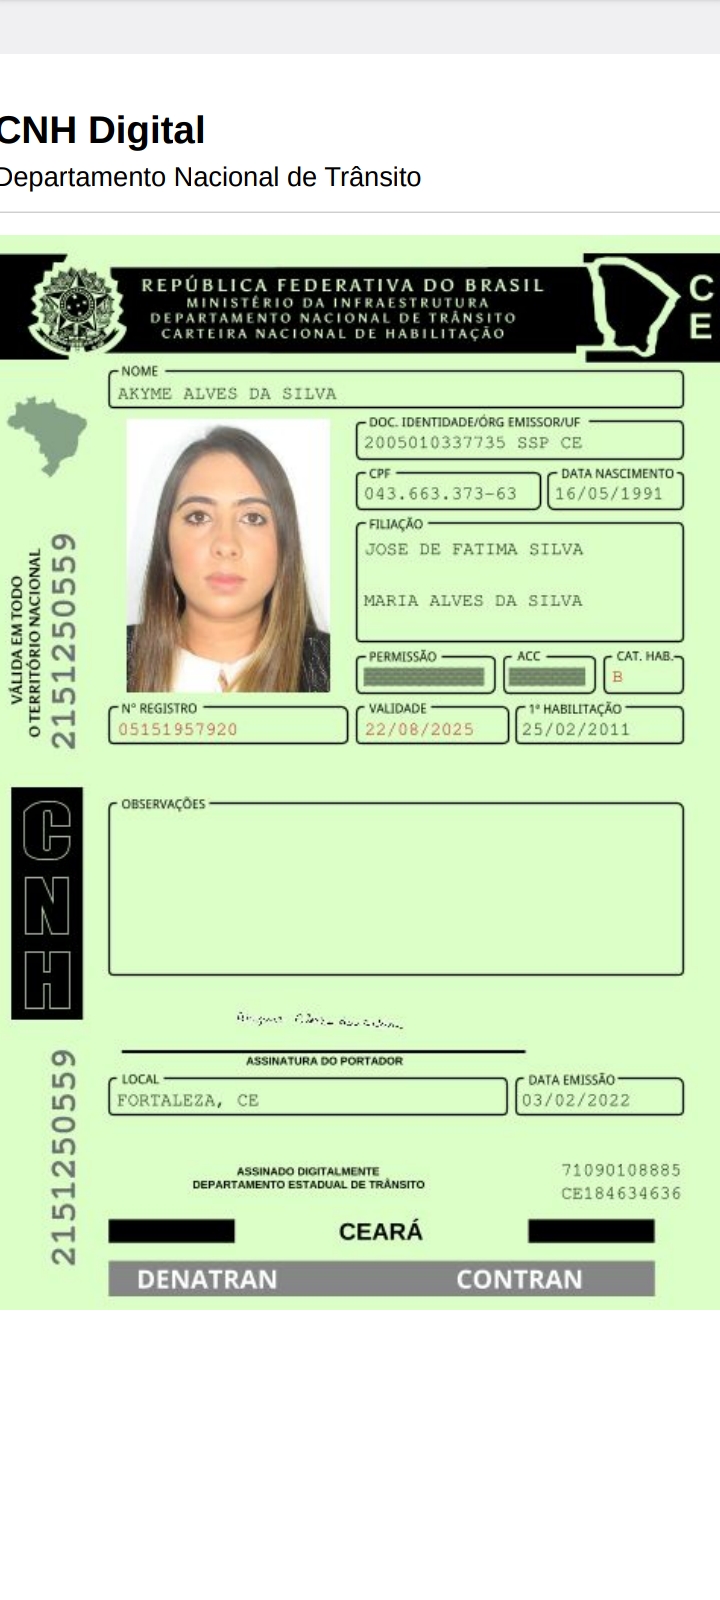 CNH Digital
Departamento Nacional de Trânsito
REPÚBLICA FEDERATIVA DO BRASIL
MINISTÉRIO DA INFRAESTRUTURA
DEPARTAMENTO NACIONAL DE TRÂNSITO
CARTEIRA NACIONAL DE HABILITAÇÃO
C
E
NOME
AKYME ALVES DA SILVA
DOC. IDENTIDADE/ÓRG EMISSOR/UF
2005010337735 SSP CE
CPF
043.663.373-63
DATA NASCIMENTO
16/05/1991
FILIAÇÃO
JOSE DE FATIMA SILVA
MARIA ALVES DA SILVA
PERMISSÃO
ACC
CAT. HAB.
B
Nº REGISTRO
05151957920
VALIDADE
22/08/2025
1ª HABILITAÇÃO
25/02/2011
VÁLIDA EM TODO
O TERRITÓRIO NACIONAL
2151250559
OBSERVAÇÕES
CNH
ASSINATURA DO PORTADOR
LOCAL
FORTALEZA, CE
DATA EMISSÃO
03/02/2022
2151250559
ASSINADO DIGITALMENTE
DEPARTAMENTO ESTADUAL DE TRÂNSITO
71090108885
CE184634636
CEARÁ
DENATRAN CONTRAN